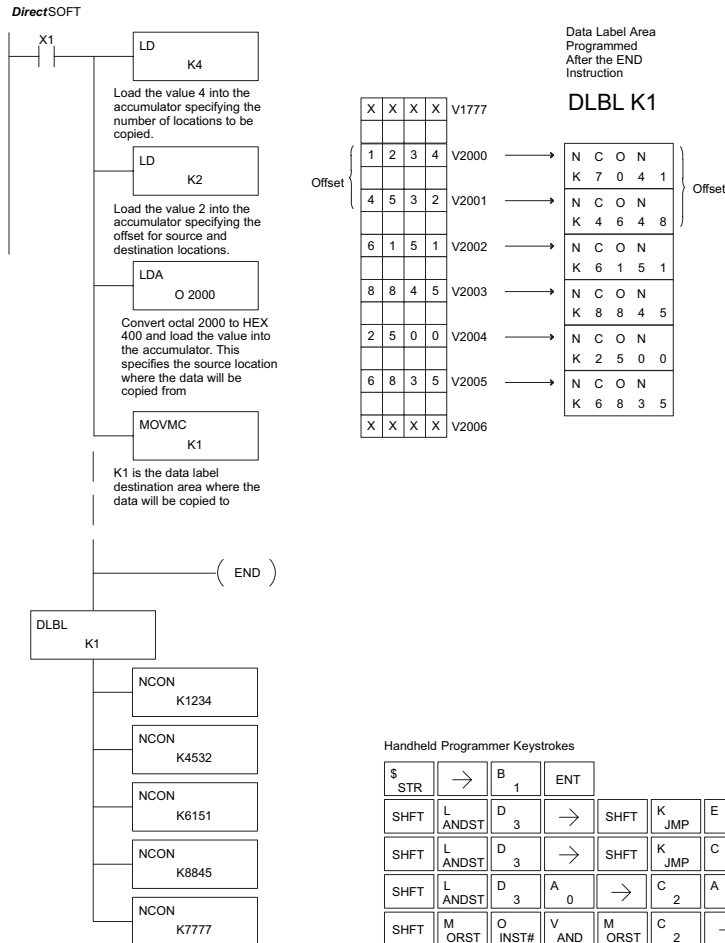 DirectSOFT
X1
LD
K4
Load the value 4 into the
accumulator specifying the
number of locations to be
copied.
LD
K2
Load the value 2 into the
accumulator specifying the
offset for source and
destination locations.
LDA
O 2000
Convert octal 2000 to HEX
400 and load the value into
the accumulator. This
specifies the source location
where the data will be
copied from
MOVMC
K1
K1 is the data label
destination area where the
data will be copied to
( END )
DLBL
K1
NCON
K1234
NCON
K4532
NCON
K6151
NCON
K8845
NCON
K7777
Data Label Area
Programmed
After the END
Instruction
DLBL K1
X X X X V1777
Offset
1 2 3 4 V2000
4 5 3 2 V2001
6 1 5 1 V2002
8 8 4 5 V2003
2 5 0 0 V2004
6 8 3 5 V2005
X X X X V2006
N C O N
K 7 0 4 1
N C O N
K 4 6 4 8
Offset
N C O N
K 6 1 5 1
N C O N
K 8 8 4 5
N C O N
K 2 5 0 0
N C O N
K 6 8 3 5
Handheld Programmer Keystrokes
$ STR → B 1 ENT
SHFT L ANDST D 3 → SHFT K JMP E
SHFT L ANDST D 3 → SHFT K JMP C
SHFT L ANDST D 3 A 0 → C 2 A
SHFT M ORST O INST# V AND M ORST C 2